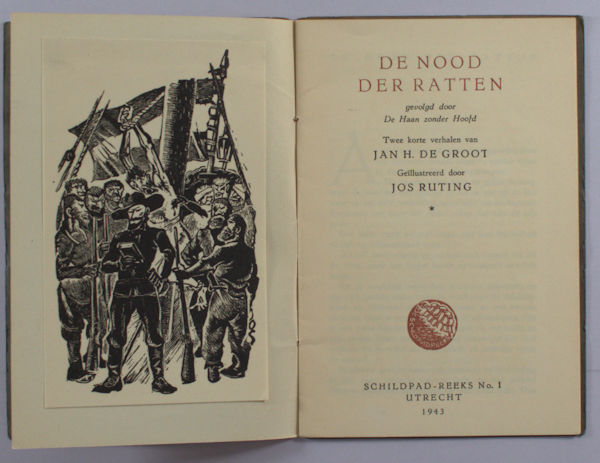 DE NOOD
DER RATTEN
gevolgd door
De Haan zonder Hoofd
Twee korte verhalen van
JAN H. DE GROOT
Geïllustreerd door
JOS RUTING
*
SCHILDPAD-REEKS No. 1
UTRECHT
1943